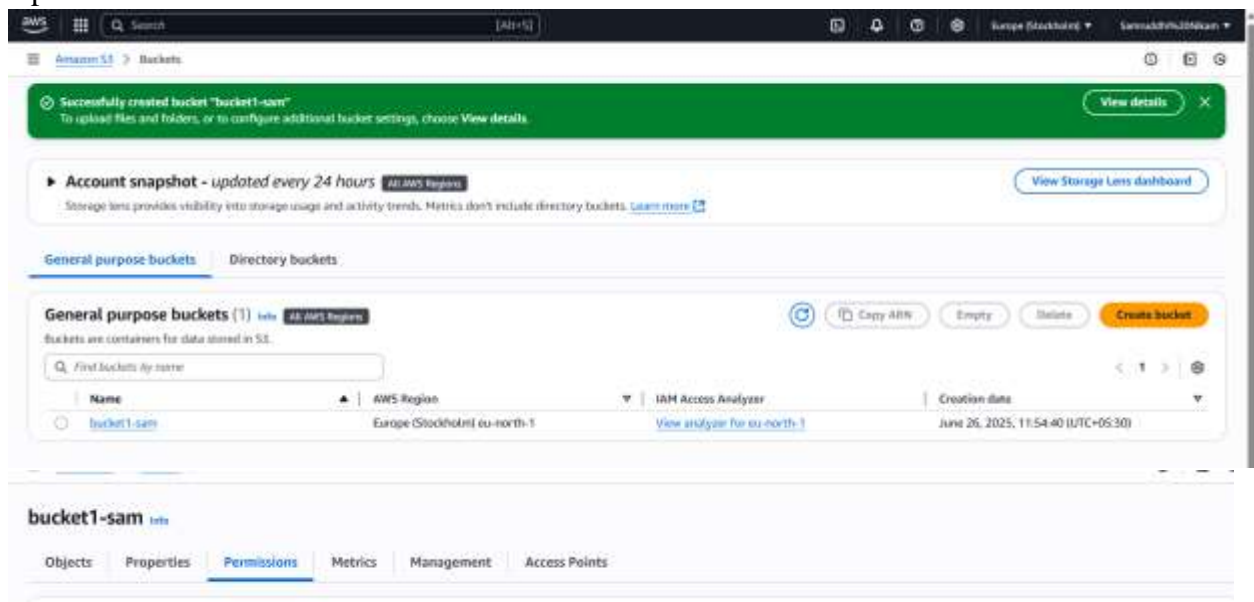 aws
Search
[Alt+S]
Europe (Stockholm)
Amazon S3 > Buckets
Successfully created bucket "bucket1-sam"
To upload files and folders, or to configure additional bucket settings, choose View details.
View details
Account snapshot - updated every 24 hours All AWS Regions
Storage lens provides visibility into storage usage and activity trends. Metrics don't include directory buckets. Learn more
View Storage Lens dashboard
General purpose buckets Directory buckets
General purpose buckets (1) Info All AWS Regions
Buckets are containers for data stored in S3.
Copy ARN Empty Delete Create bucket
Find buckets by name
1
Name AWS Region IAM Access Analyzer Creation date
bucket1-sam Europe (Stockholm) eu-north-1 View analyzer for eu-north-1 June 26, 2025, 11:54:40 (UTC+05:30)
bucket1-sam Info
Objects Properties Permissions Metrics Management Access Points